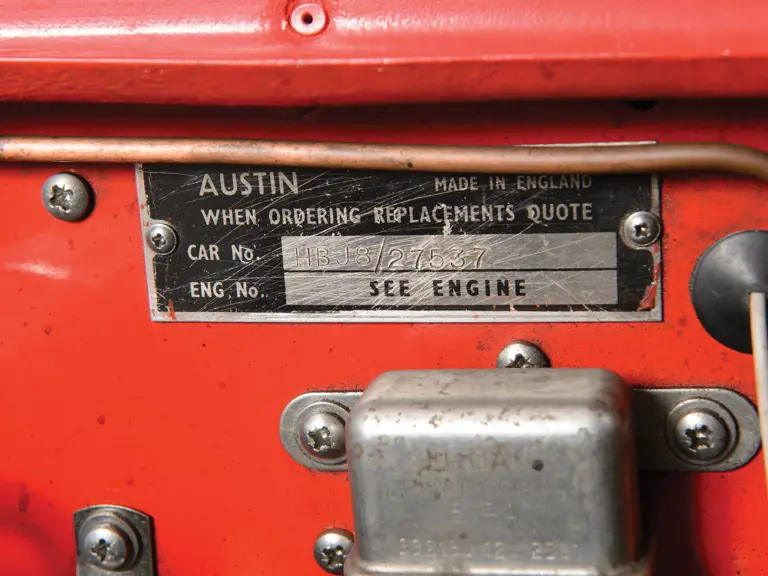 AUSTIN MADE IN ENGLAND
WHEN ORDERING REPLACEMENTS QUOTE
CAR No. HBJ8/27537
ENG. No.. SEE ENGINE